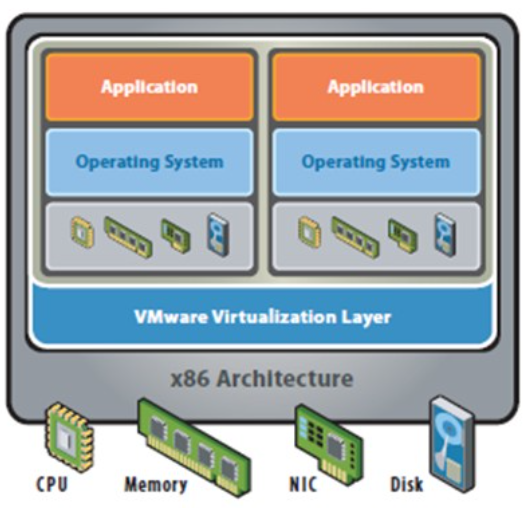 Application
Application
Operating System
Operating System
VMware Virtualization Layer
x86 Architecture
CPU
Memory
NIC
Disk